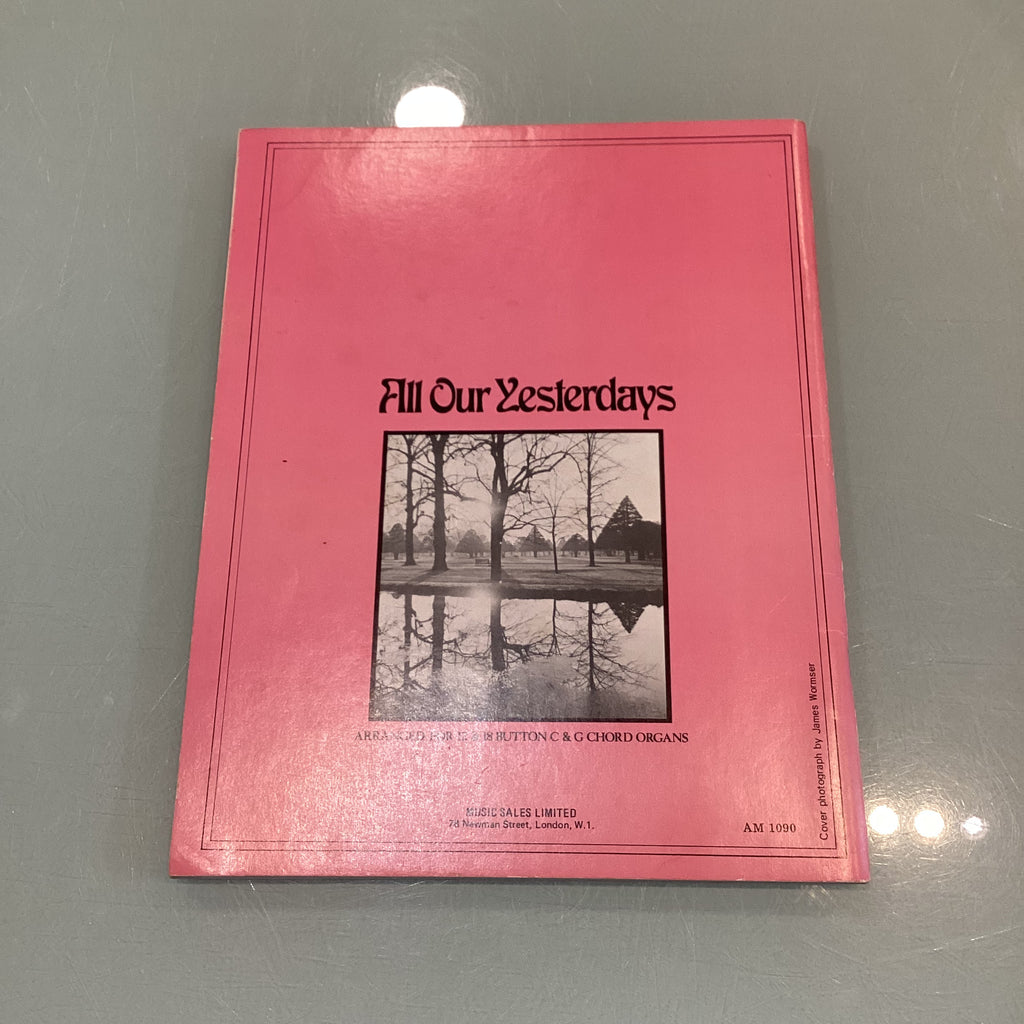 All Our Yesterdays
ARRANGED FOR 12 & 18 BUTTON C & G CHORD ORGANS
MUSIC SALES LIMITED
78 Newman Street, London, W.1.
AM 1090
Cover photograph by James Wormser